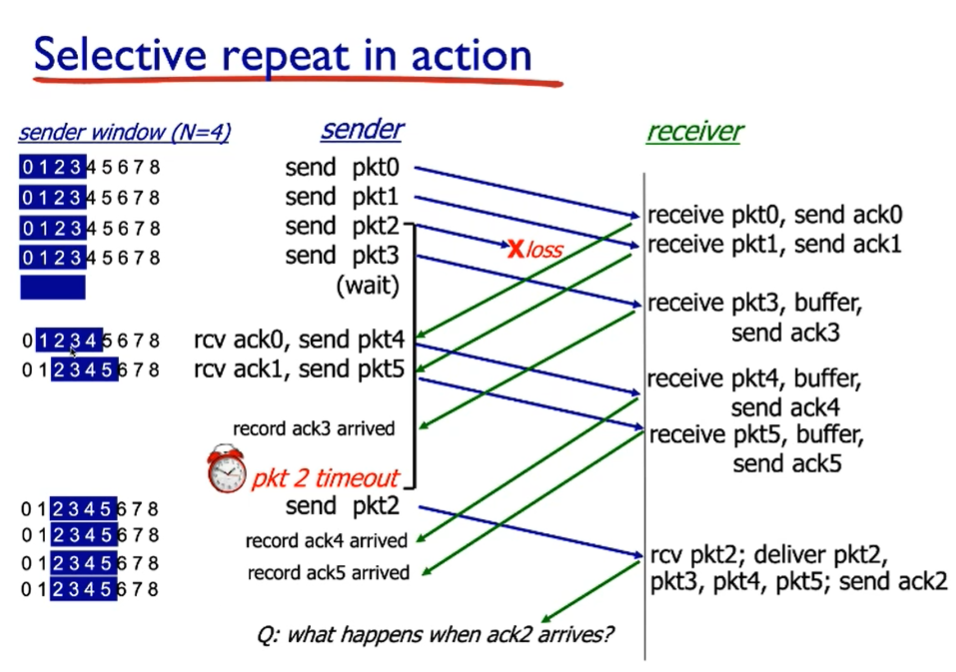 Selective repeat in action
sender window (N=4)
sender
receiver
0 1 2 3 4 5 6 7 8
send pkt0
0 1 2 3 4 5 6 7 8
send pkt1
receive pkt0, send ack0
0 1 2 3 4 5 6 7 8
send pkt2
X loss
receive pkt1, send ack1
0 1 2 3 4 5 6 7 8
send pkt3
(wait)
receive pkt3, buffer,
send ack3
0 1 2 3 4 5 6 7 8
rcv ack0, send pkt4
0 1 2 3 4 5 6 7 8
rcv ack1, send pkt5
receive pkt4, buffer,
send ack4
record ack3 arrived
receive pkt5, buffer,
send ack5
pkt 2 timeout
0 1 2 3 4 5 6 7 8
send pkt2
0 1 2 3 4 5 6 7 8
record ack4 arrived
0 1 2 3 4 5 6 7 8
record ack5 arrived
0 1 2 3 4 5 6 7 8
rcv pkt2; deliver pkt2,
pkt3, pkt4, pkt5; send ack2
Q: what happens when ack2 arrives?